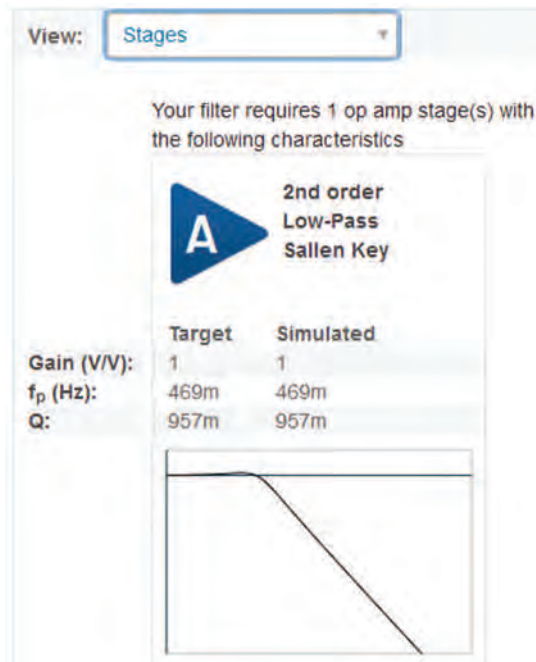 View: Stages
Your filter requires 1 op amp stage(s) with
the following characteristics
A
2nd order
Low-Pass
Sallen Key
Target Simulated
Gain (V/V): 1 1
fp (Hz): 469m 469m
Q: 957m 957m